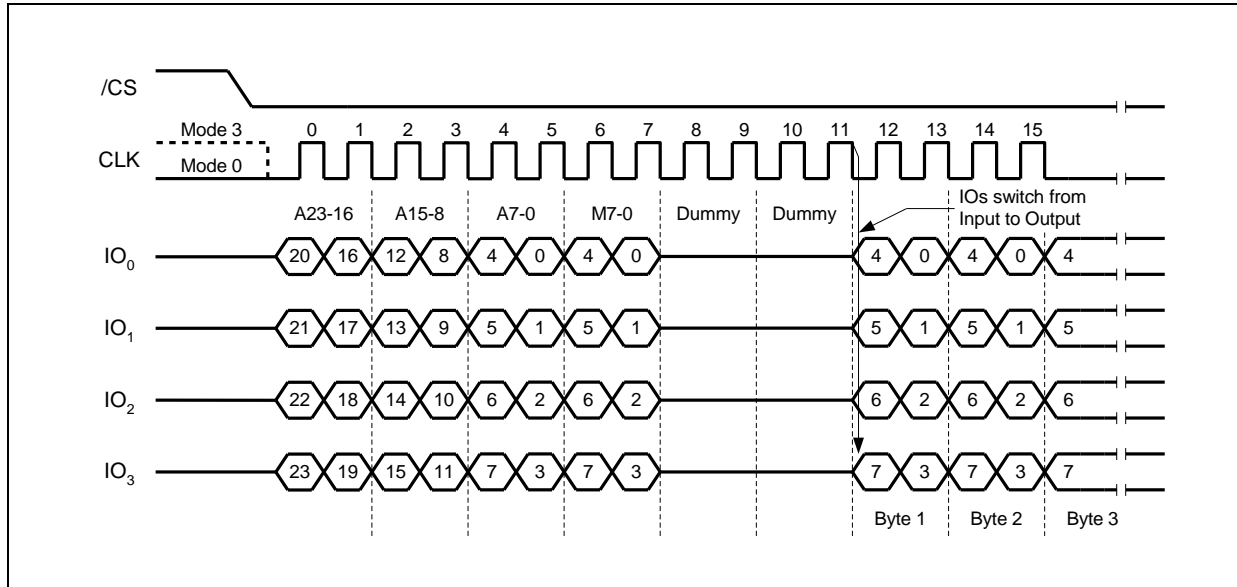 /CS
Mode 3 0 1 2 3 4 5 6 7 8 9 10 11 12 13 14 15
CLK
Mode 0
IOs switch from
Input to Output
A23-16 A15-8 A7-0 M7-0 Dummy Dummy
IO0 20 16 12 8 4 0 4 0 4 0 4 0 4
IO1 21 17 13 9 5 1 5 1 5 1 5 1 5
IO2 22 18 14 10 6 2 6 2 6 2 6 2 6
IO3 23 19 15 11 7 3 7 3 7 3 7 3 7
Byte 1 Byte 2 Byte 3